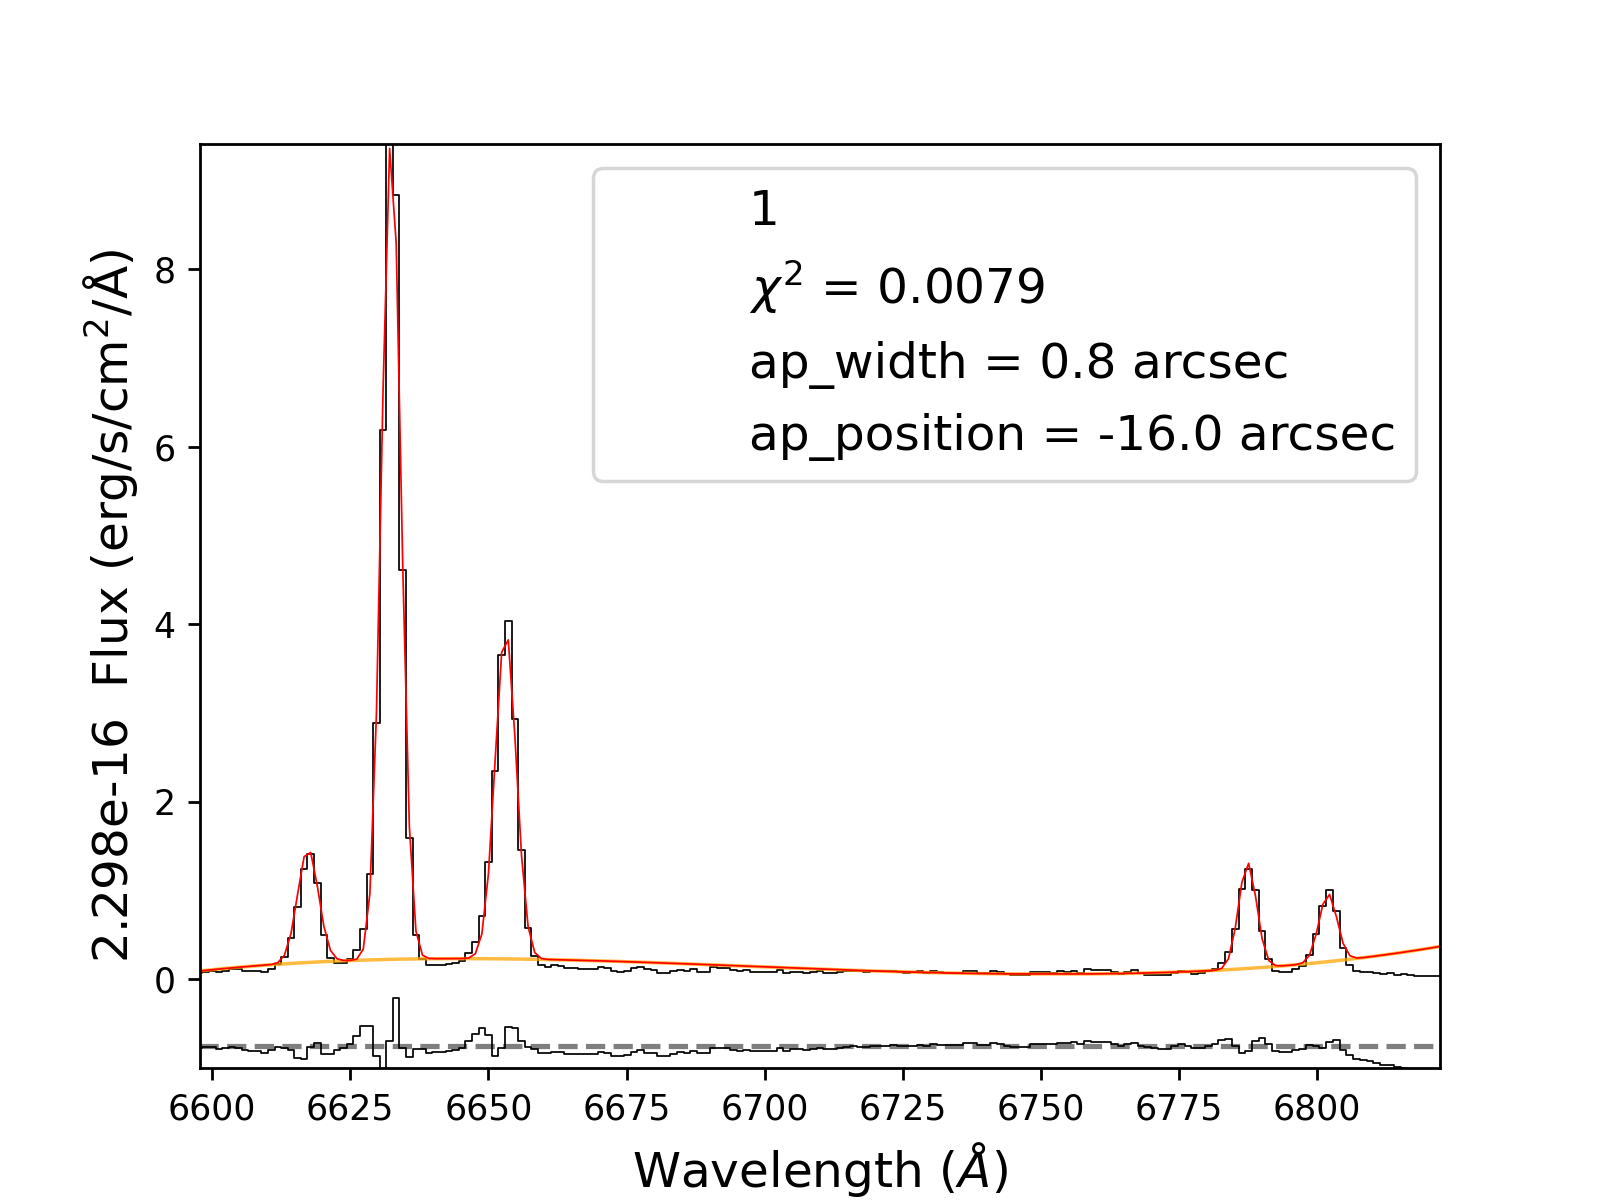 1
χ² = 0.0079
ap_width = 0.8 arcsec
ap_position = -16.0 arcsec
2.298e-16 Flux (erg/s/cm²/Å)
8
6
4
2
0
6600 6625 6650 6675 6700 6725 6750 6775 6800
Wavelength (Å)